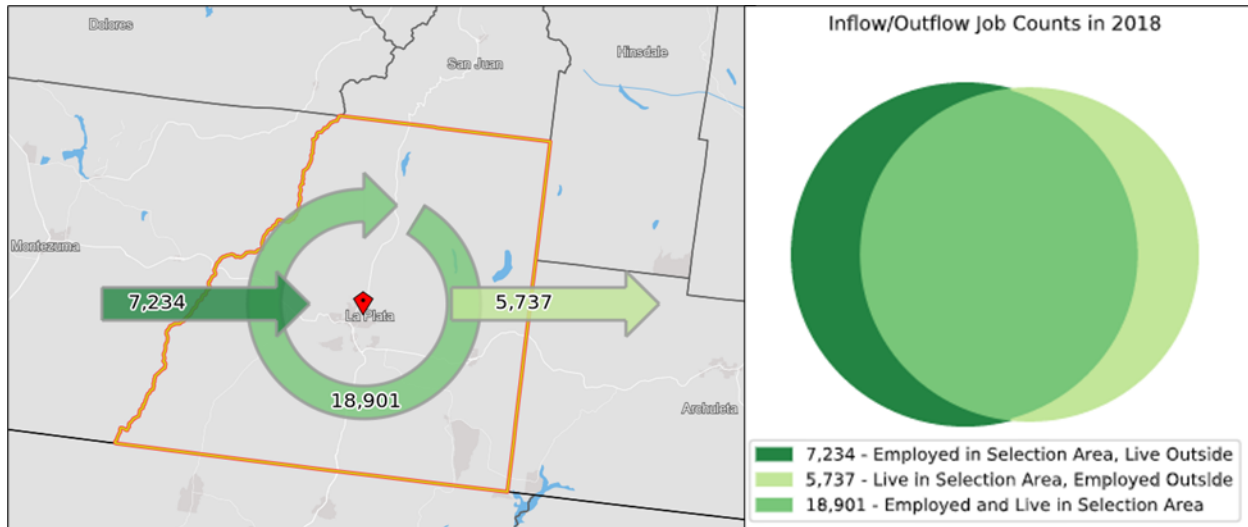 Dolores
San Juan
Hinsdale
Montezuma
7,234
La Plata
5,737
18,901
Archuleta
Inflow/Outflow Job Counts in 2018
7,234 - Employed in Selection Area, Live Outside
5,737 - Live in Selection Area, Employed Outside
18,901 - Employed and Live in Selection Area